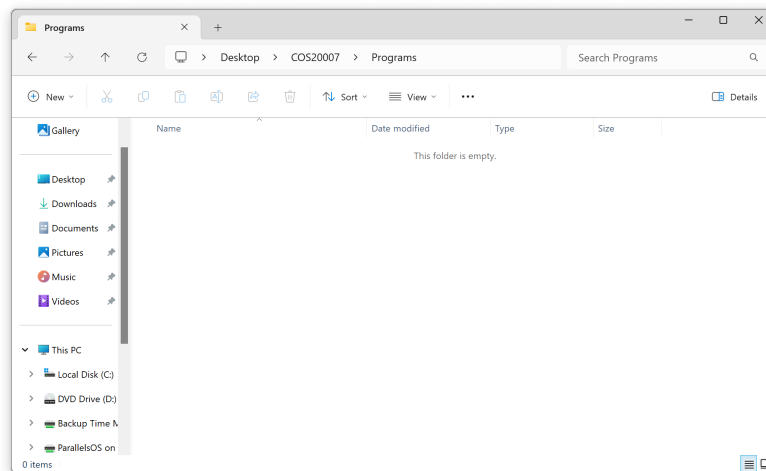 Programs
Desktop > COS20007 > Programs
Search Programs
New
Sort
View
Details
Gallery
Name
Date modified
Type
Size
This folder is empty.
Desktop
Downloads
Documents
Pictures
Music
Videos
This PC
Local Disk (C:)
DVD Drive (D:)
Backup Time M
ParallelsOS on
0 items